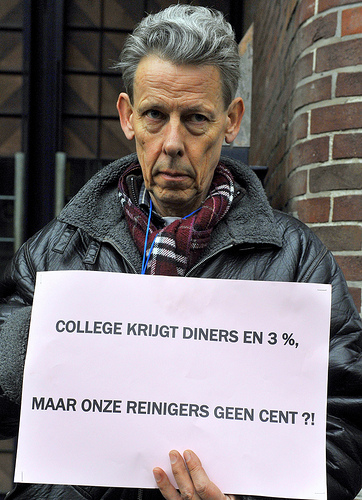 COLLEGE KRIJGT DINERS EN 3 %,
MAAR ONZE REINIGERS GEEN CENT ?!